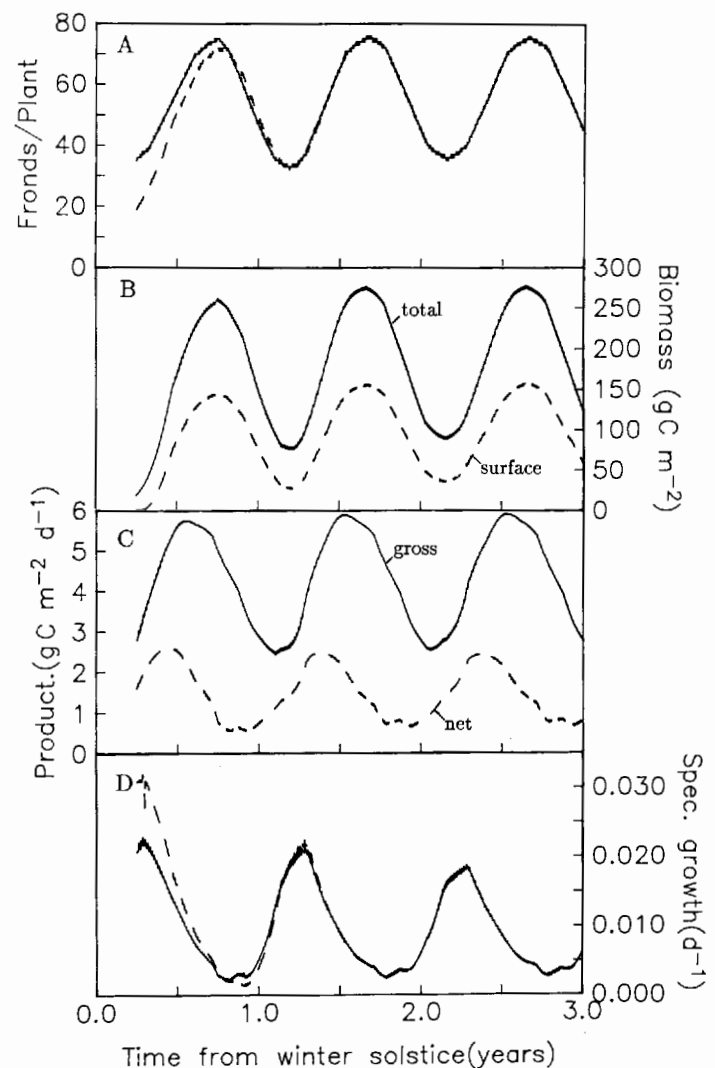 A
80
60
40
20
0
Fronds/Plant
B
total
surface
300
250
200
150
100
50
0
Biomass (gC m⁻²)
C
gross
net
6
5
4
3
2
1
0
Product.(gC m⁻² d⁻¹)
D
0.030
0.020
0.010
0.000
Spec. growth(d⁻¹)
0.0 1.0 2.0 3.0
Time from winter solstice(years)